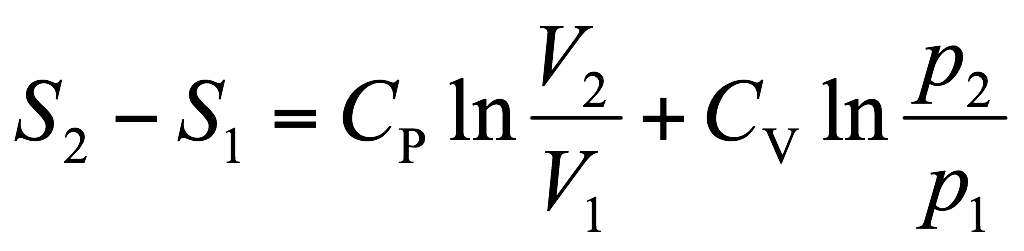 S₂ − S₁ = C_P ln V₂/V₁ + C_V ln p₂/p₁